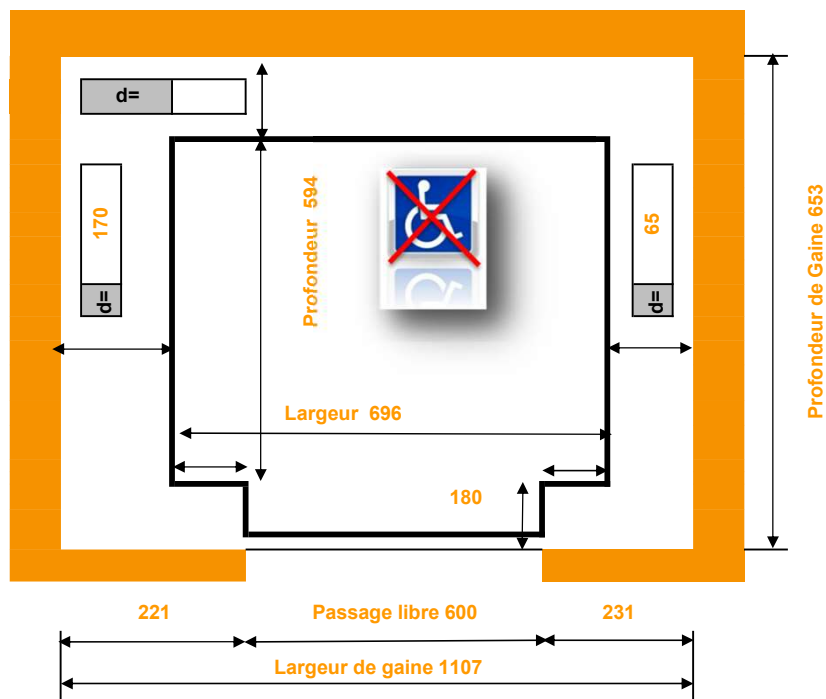 d=
170
d=
Profondeur 594
65
d=
Profondeur de Gaine 653
Largeur 696
180
221
Passage libre 600
231
Largeur de gaine 1107